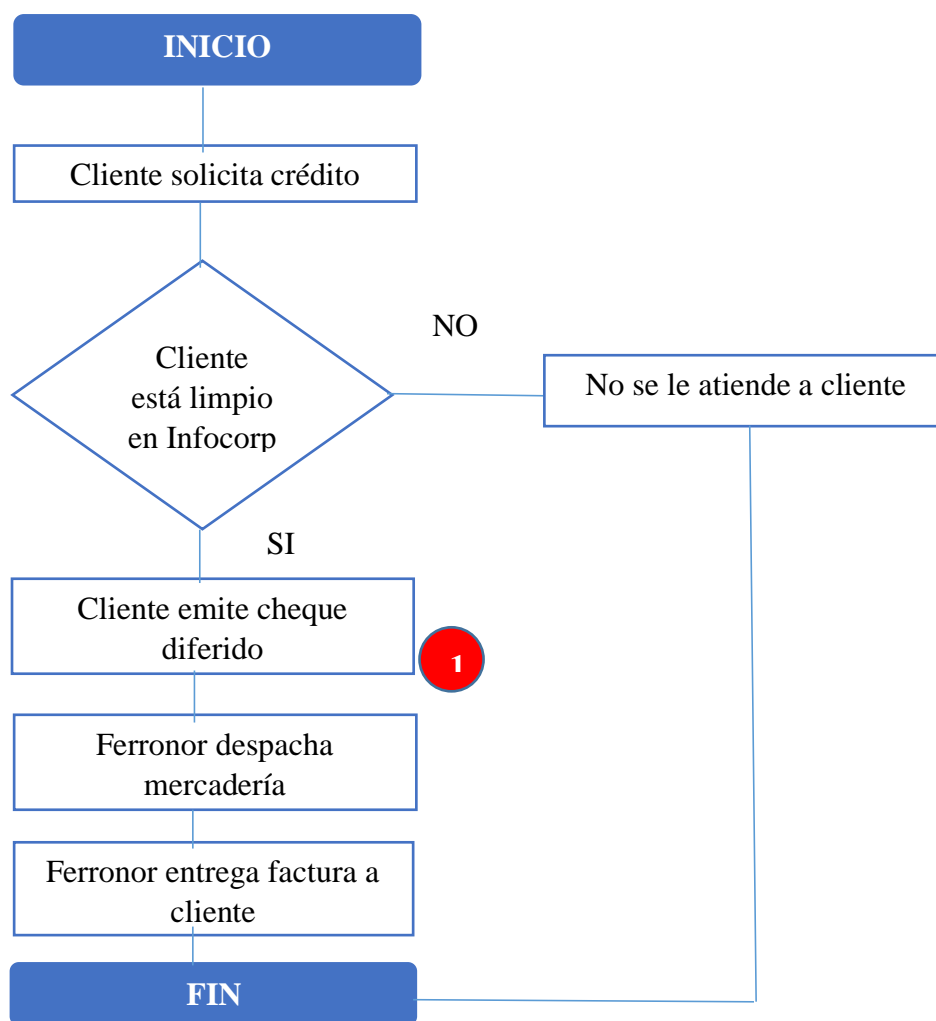 INICIO
Cliente solicita crédito
Cliente
está limpio
en Infocorp
NO
No se le atiende a cliente
SI
Cliente emite cheque
diferido
1
Ferronor despacha
mercadería
Ferronor entrega factura a
cliente
FIN